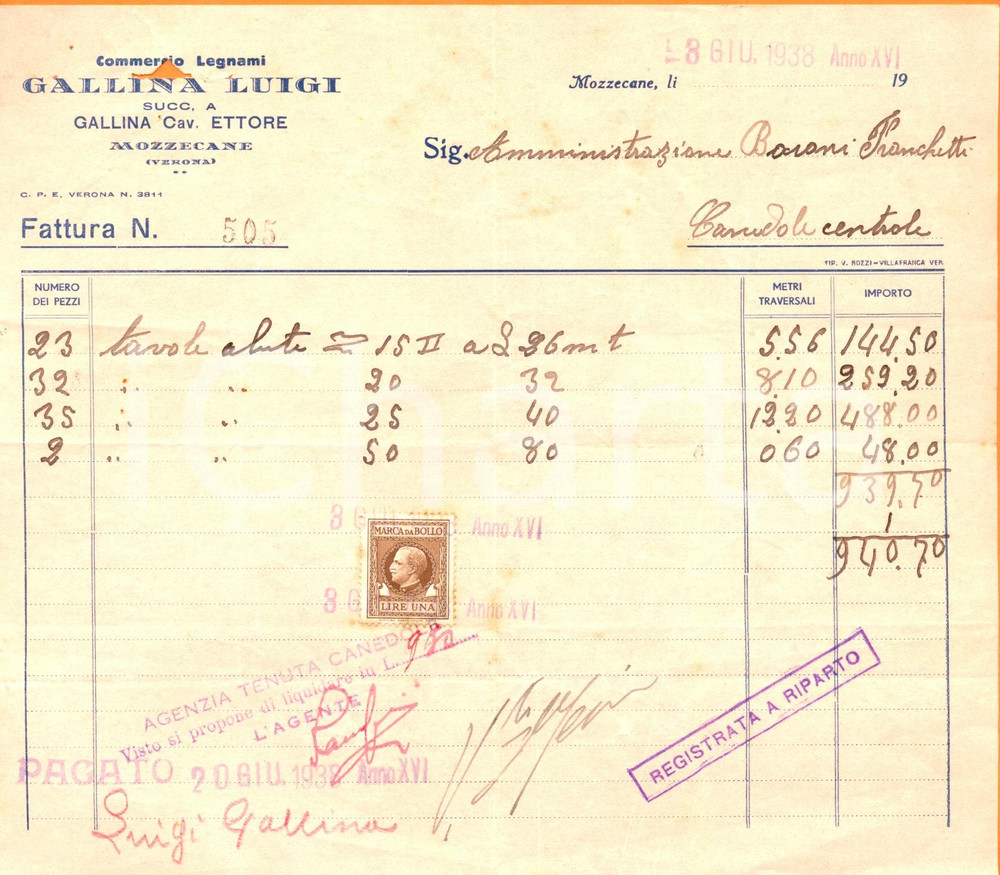 Commercio Legnami
GALLINA LUIGI
SUCC. A
GALLINA Cav. ETTORE
MOZZECANE
(VERONA)
C. P. E. VERONA N. 3811
Fattura N. 505
- 8 GIU. 1938 Anno XVI
Mozzecane, li 19
Sig. Amministrazione Baroni Franchetti
Canedole centrole
TIP. V. ROZZI - VILLAFRANCA VER.
NUMERO DEI PEZZI METRI TRAVERSALI IMPORTO
23 tavole abete 15 II a £ 26 mt 5.56 144.50
32 " " 20 32 8.10 259.20
35 " " 25 40 12.20 488.00
2 " " 50 80 0.60 48.00
939.70
1
940.70
8 GIU Anno XVI
MARCA DA BOLLO
LIRE UNA
8 G Anno XVI
AGENZIA TENUTA CANEDO
Visto si propone di liquidare in L.
L'AGENTE
PAGATO 20 GIU. 1938 Anno XVI
Luigi Gallina
REGISTRATA A RIPARTO
iCharta